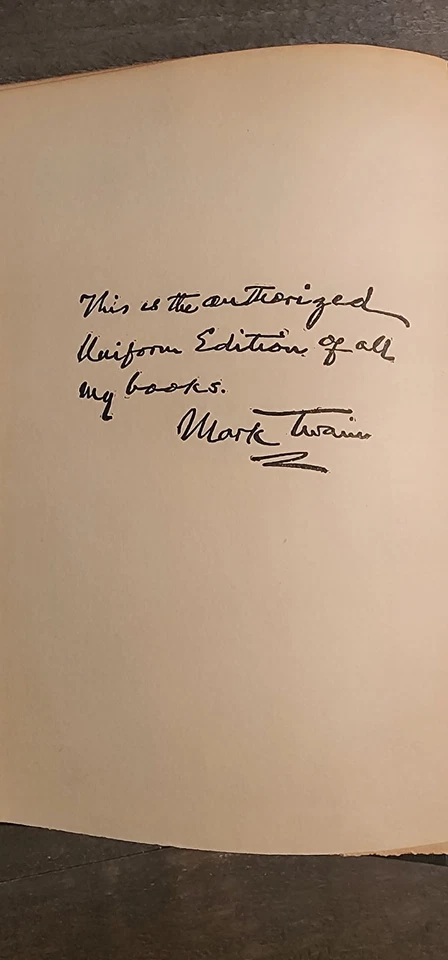 This is the authorized
Uniform Edition of all
my books.
Mark Twain